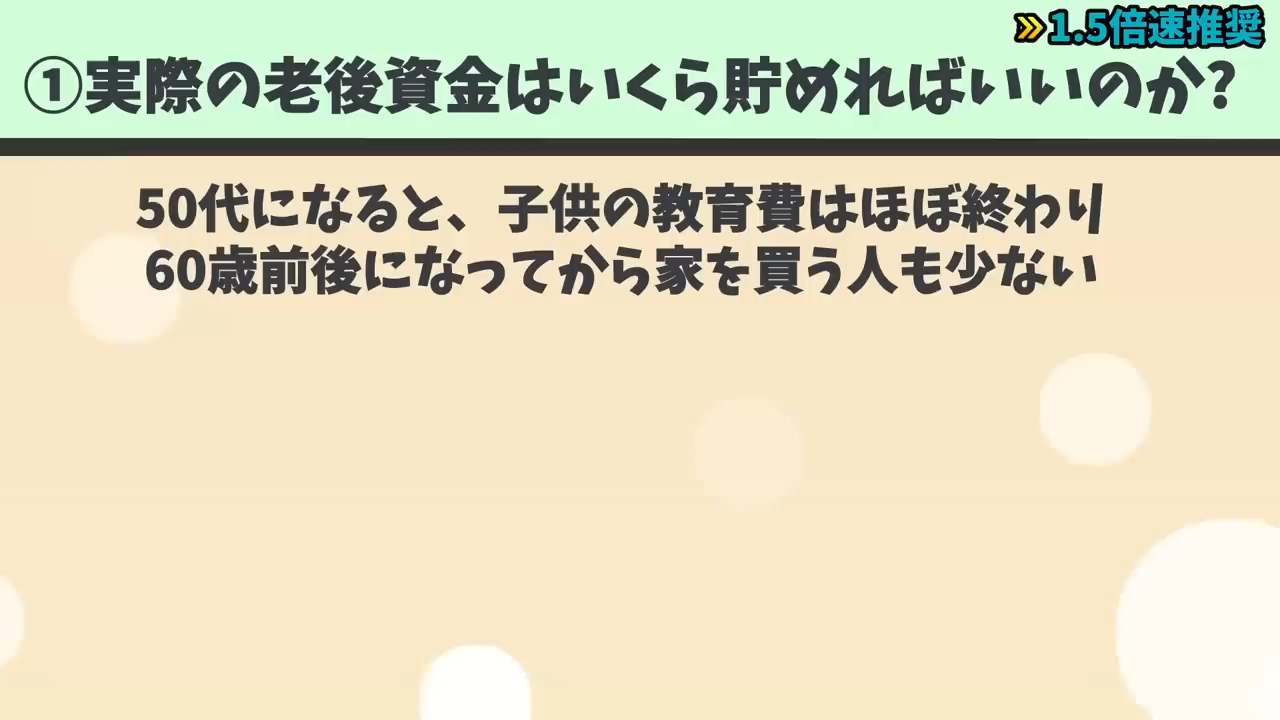 1.5倍速推奨
①実際の老後資金はいくら貯めればいいのか?
50代になると、子供の教育費はほぼ終わり
60歳前後になってから家を買う人も少ない